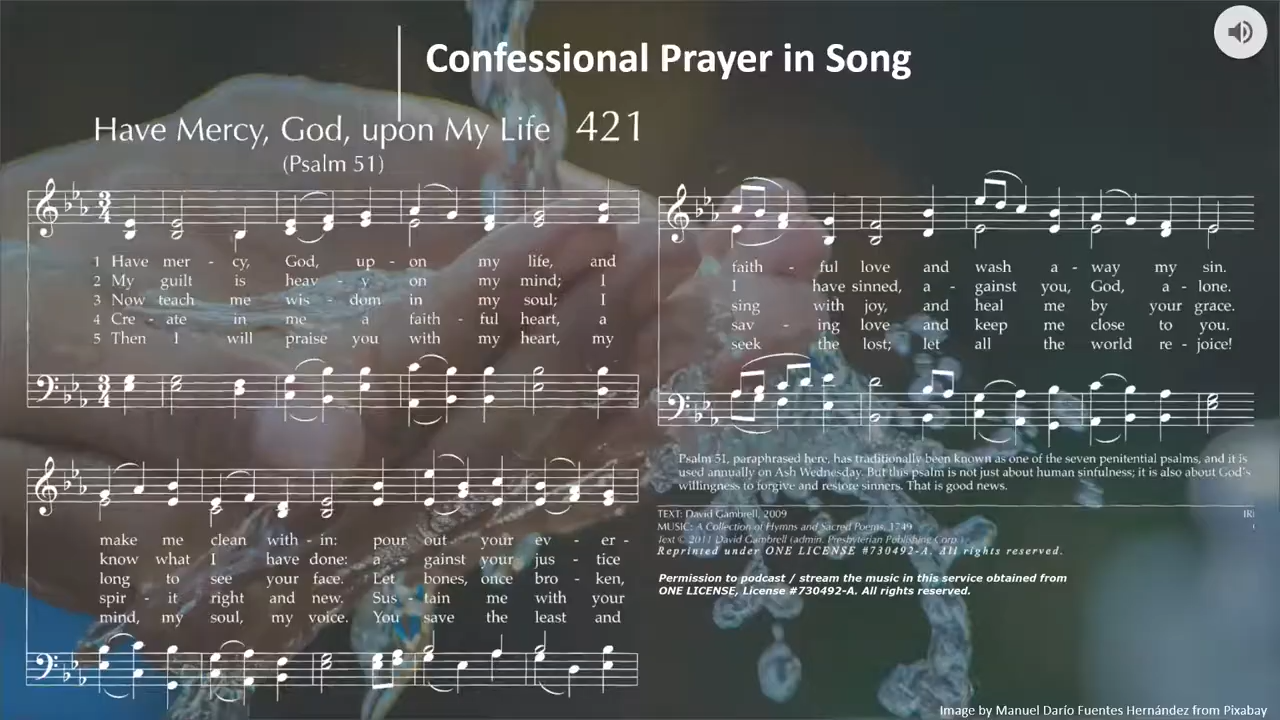 Confessional Prayer in Song
Have Mercy, God, upon My Life 421
(Psalm 51)
3
4
1 Have mer - cy, God, up - on my life, and
2 My guilt is heav - y on my mind; I
3 Now teach me wis - dom in my soul; I
4 Cre - ate in me a faith - ful heart, a
5 Then I will praise you with my heart, my
3
4
make me clean with - in: pour out your ev - er -
know what I have done: a - gainst your jus - tice
long to see your face. Let bones, once bro - ken,
spir - it right and new. Sus - tain me with your
mind, my soul, my voice. You save the least and
faith - ful love and wash a - way my sin.
I have sinned, a - gainst you, God, a - lone.
sing with joy, and heal me by your grace.
sav - ing love and keep me close to you.
seek the lost; let all the world re - joice!
Psalm 51, paraphrased here, has traditionally been known as one of the seven penitential psalms, and it is
used annually on Ash Wednesday. But this psalm is not just about human sinfulness; it is also about God's
willingness to forgive and restore sinners. That is good news.
TEXT: David Gambrell, 2009
MUSIC: A Collection of Hymns and Sacred Poems, 1749
Text © 2011 David Gambrell (admin. Presbyterian Publishing Corp.)
Reprinted under ONE LICENSE #730492-A. All rights reserved.
Permission to podcast / stream the music in this service obtained from
ONE LICENSE, License #730492-A. All rights reserved.
Image by Manuel Darío Fuentes Hernández from Pixabay